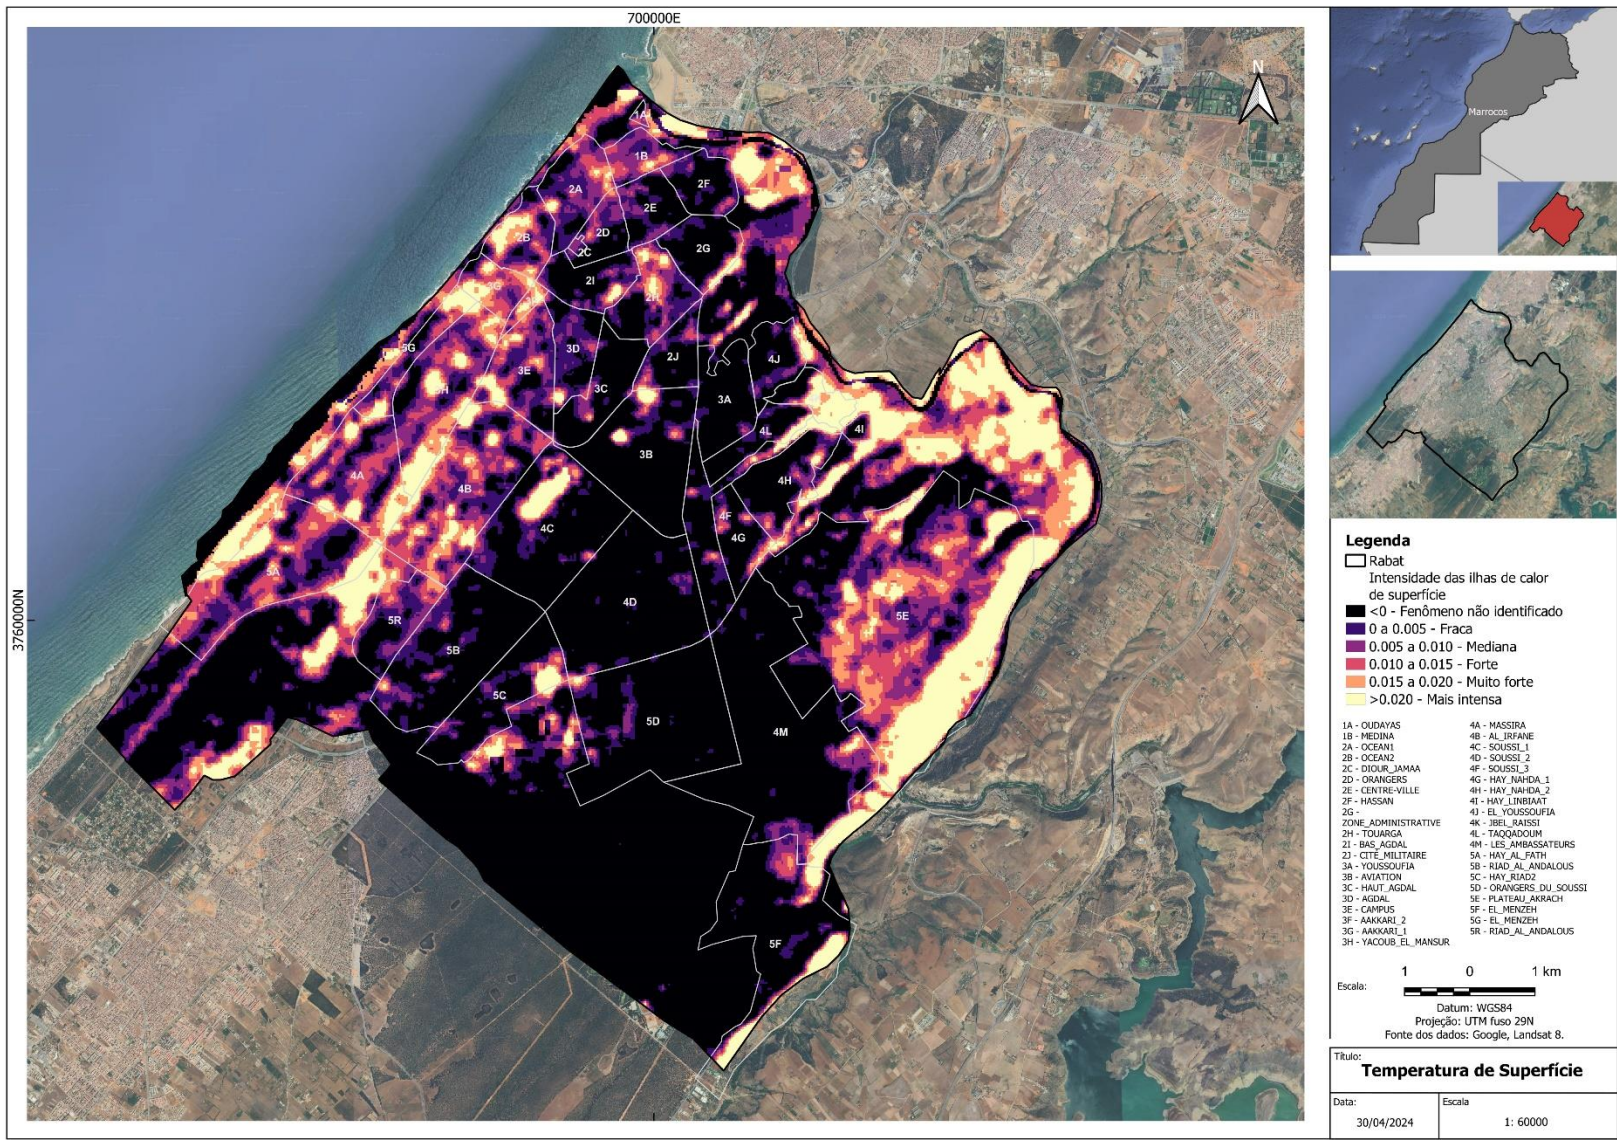 700000E
3760000N
N
1A
1B
2A
2F
2E
2B
2D
2C
2G
2I
2H
3G
3F
5G
3D
2J
4J
3E
3H
3C
3A
4L
4I
3B
4A
4B
4H
4C
4F
4G
5A
4D
5R
5E
5B
5C
5D
4M
5F
Marrocos
Legenda
Rabat
Intensidade das ilhas de calor
de superfície
<0 - Fenômeno não identificado
0 a 0.005 - Fraca
0.005 a 0.010 - Mediana
0.010 a 0.015 - Forte
0.015 a 0.020 - Muito forte
>0.020 - Mais intensa
1A - OUDAYAS
1B - MEDINA
2A - OCEAN1
2B - OCEAN2
2C - DIOUR_JAMAA
2D - ORANGERS
2E - CENTRE-VILLE
2F - HASSAN
2G -
ZONE_ADMINISTRATIVE
2H - TOUARGA
2I - BAS_AGDAL
2J - CITE_MILITAIRE
3A - YOUSSOUFIA
3B - AVIATION
3C - HAUT_AGDAL
3D - AGDAL
3E - CAMPUS
3F - AAKKARI_2
3G - AAKKARI_1
3H - YACOUB_EL_MANSUR
4A - MASSIRA
4B - AL_IRFANE
4C - SOUSSI_1
4D - SOUSSI_2
4F - SOUSSI_3
4G - HAY_NAHDA_1
4H - HAY_NAHDA_2
4I - HAY_LINBIAAT
4J - EL_YOUSSOUFIA
4K - JBEL_RAISSI
4L - TAQQADOUM
4M - LES_AMBASSATEURS
5A - HAY_AL_FATH
5B - RIAD_AL_ANDALOUS
5C - HAY_RIAD2
5D - ORANGERS_DU_SOUSSI
5E - PLATEAU_AKRACH
5F - EL_MENZEH
5G - EL_MENZEH
5R - RIAD_AL_ANDALOUS
1 0 1 km
Escala:
Datum: WGS84
Projeção: UTM fuso 29N
Fonte dos dados: Google, Landsat 8.
Título:
Temperatura de Superfície
Data:
30/04/2024
Escala
1: 60000